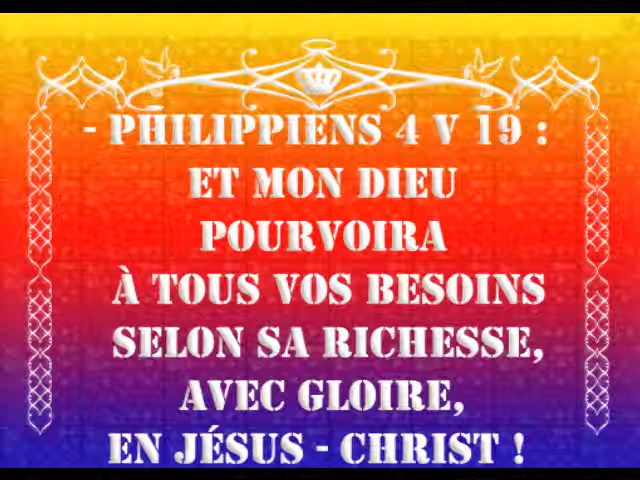 - PHILIPPIENS 4 V 19 :
ET MON DIEU
POURVOIRA
À TOUS VOS BESOINS
SELON SA RICHESSE,
AVEC GLOIRE,
EN JÉSUS - CHRIST !